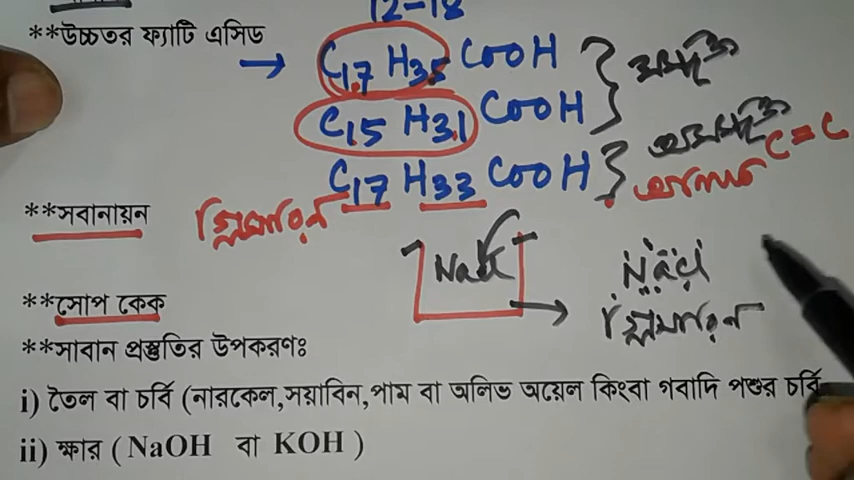 12-18
**উচ্চতর ফ্যাটি এসিড
C17 H35 COOH
C15 H31 COOH
C17 H33 COOH
C=C
**সবানায়ন
গ্লিসারিন
NaCl
NaCl
গ্লিসারিন
**সোপ কেক
**সাবান প্রস্তুতির উপকরণঃ
i) তৈল বা চর্বি (নারকেল,সয়াবিন,পাম বা অলিভ অয়েল কিংবা গবাদি পশুর চর্বি
ii) ক্ষার ( NaOH বা KOH )